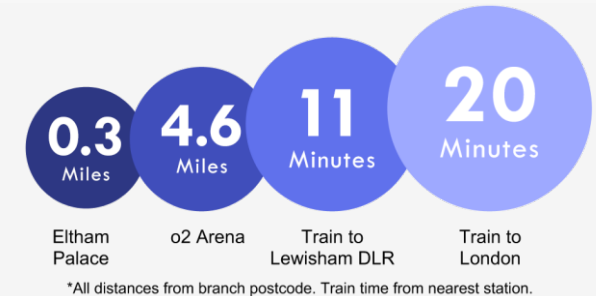 0.3
Miles
4.6
Miles
11
Minutes
20
Minutes
Eltham
Palace
o2 Arena
Train to
Lewisham DLR
Train to
London
*All distances from branch postcode. Train time from nearest station.